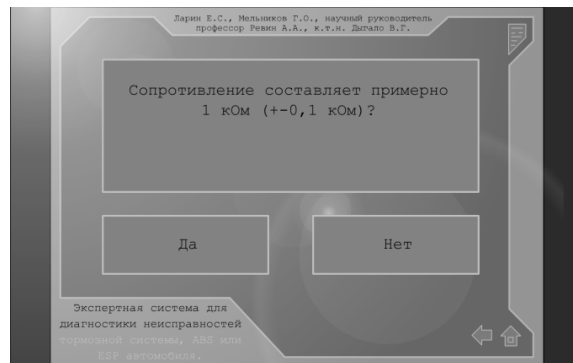 Ларин Е.С., Мельников Г.О., научный руководитель
профессор Ревин А.А., к.т.н. Дыгало В.Г.
Сопротивление составляет примерно
1 кОм (+-0,1 кОм)?
Да
Нет
Экспертная система для
диагностики неисправностей
тормозной системы, ABS или
ESP автомобиля.